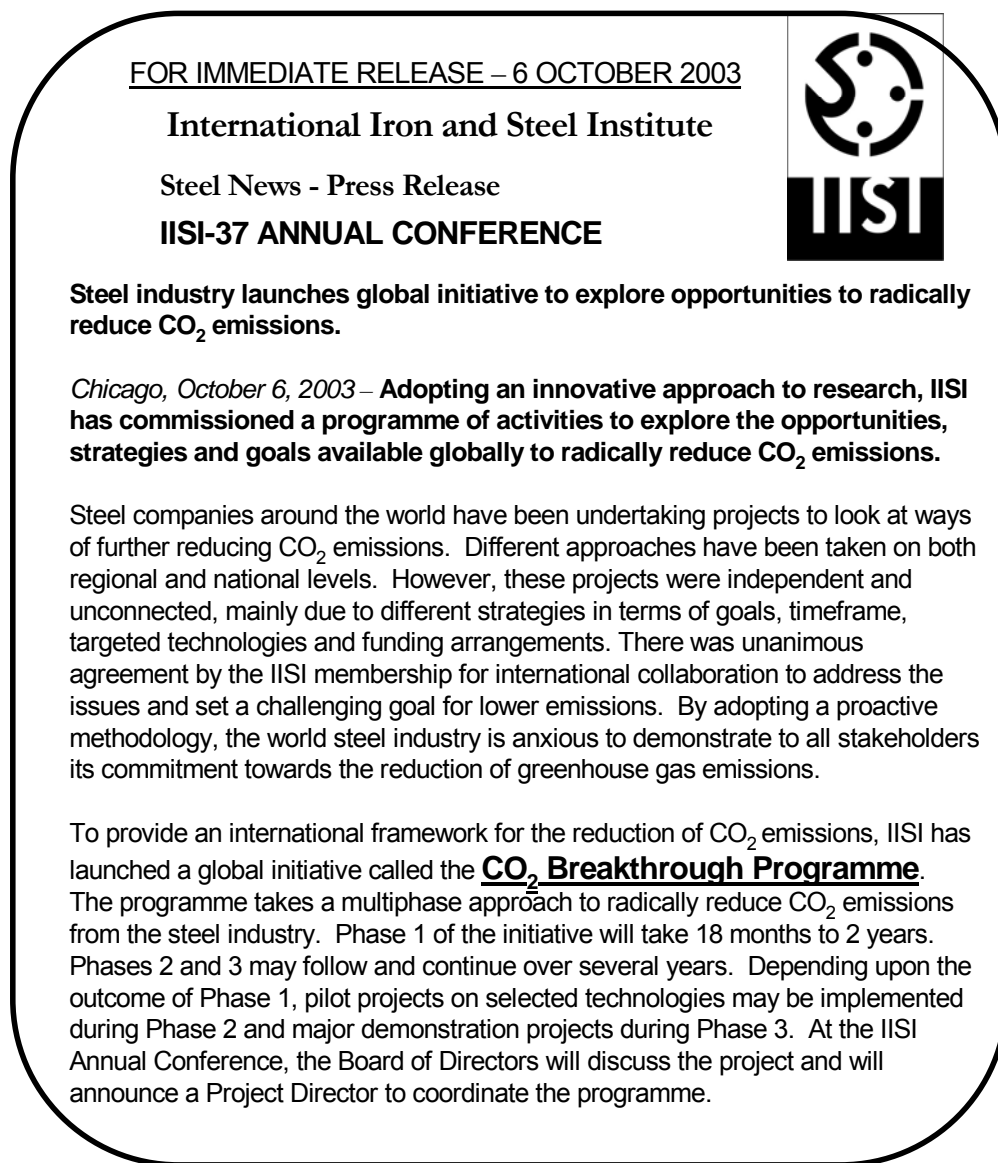 FOR IMMEDIATE RELEASE – 6 OCTOBER 2003
International Iron and Steel Institute
Steel News - Press Release
IISI-37 ANNUAL CONFERENCE
IISI
Steel industry launches global initiative to explore opportunities to radically
reduce CO₂ emissions.
Chicago, October 6, 2003 – Adopting an innovative approach to research, IISI
has commissioned a programme of activities to explore the opportunities,
strategies and goals available globally to radically reduce CO₂ emissions.
Steel companies around the world have been undertaking projects to look at ways
of further reducing CO₂ emissions.  Different approaches have been taken on both
regional and national levels.  However, these projects were independent and
unconnected, mainly due to different strategies in terms of goals, timeframe,
targeted technologies and funding arrangements. There was unanimous
agreement by the IISI membership for international collaboration to address the
issues and set a challenging goal for lower emissions.  By adopting a proactive
methodology, the world steel industry is anxious to demonstrate to all stakeholders
its commitment towards the reduction of greenhouse gas emissions.
To provide an international framework for the reduction of CO₂ emissions, IISI has
launched a global initiative called the CO₂ Breakthrough Programme.
The programme takes a multiphase approach to radically reduce CO₂ emissions
from the steel industry.  Phase 1 of the initiative will take 18 months to 2 years.
Phases 2 and 3 may follow and continue over several years.  Depending upon the
outcome of Phase 1, pilot projects on selected technologies may be implemented
during Phase 2 and major demonstration projects during Phase 3.  At the IISI
Annual Conference, the Board of Directors will discuss the project and will
announce a Project Director to coordinate the programme.